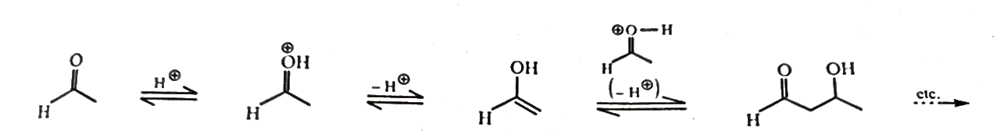 ⊕O—H
O ⊕OH OH O OH
H⊕ –H⊕ (–H⊕) etc.
H H H H H